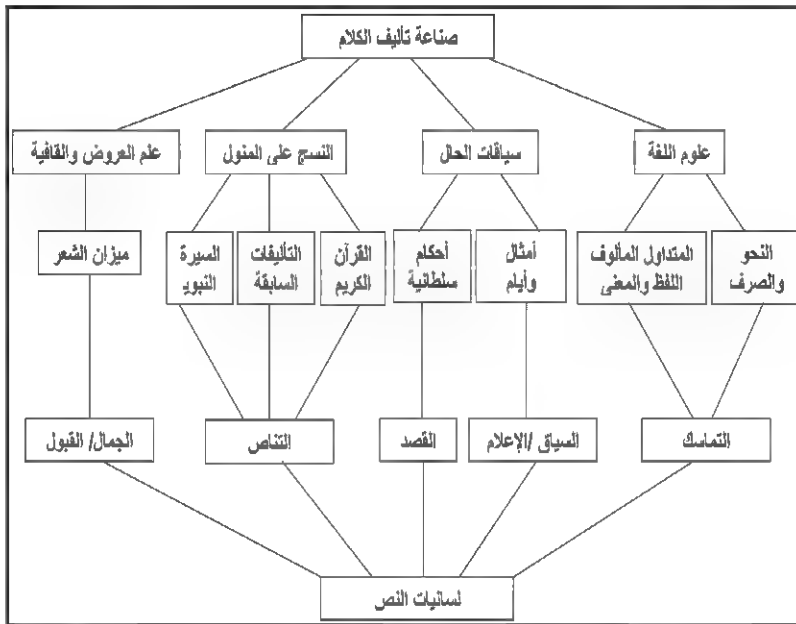 صناعة تأليف الكلام
علوم اللغة
سياقات الحال
النسج على المنول
علم العروض والقافية
النحو
والصرف
المتداول المألوف
اللفظ والمعنى
أمثال
وأيام
أحكام
سلطانية
القرآن
الكريم
التأليفات
السابقة
السيرة
النبوية
ميزان الشعر
التماسك
السياق /الإعلام
القصد
التناص
الجمال/ القبول
لسانيات النص